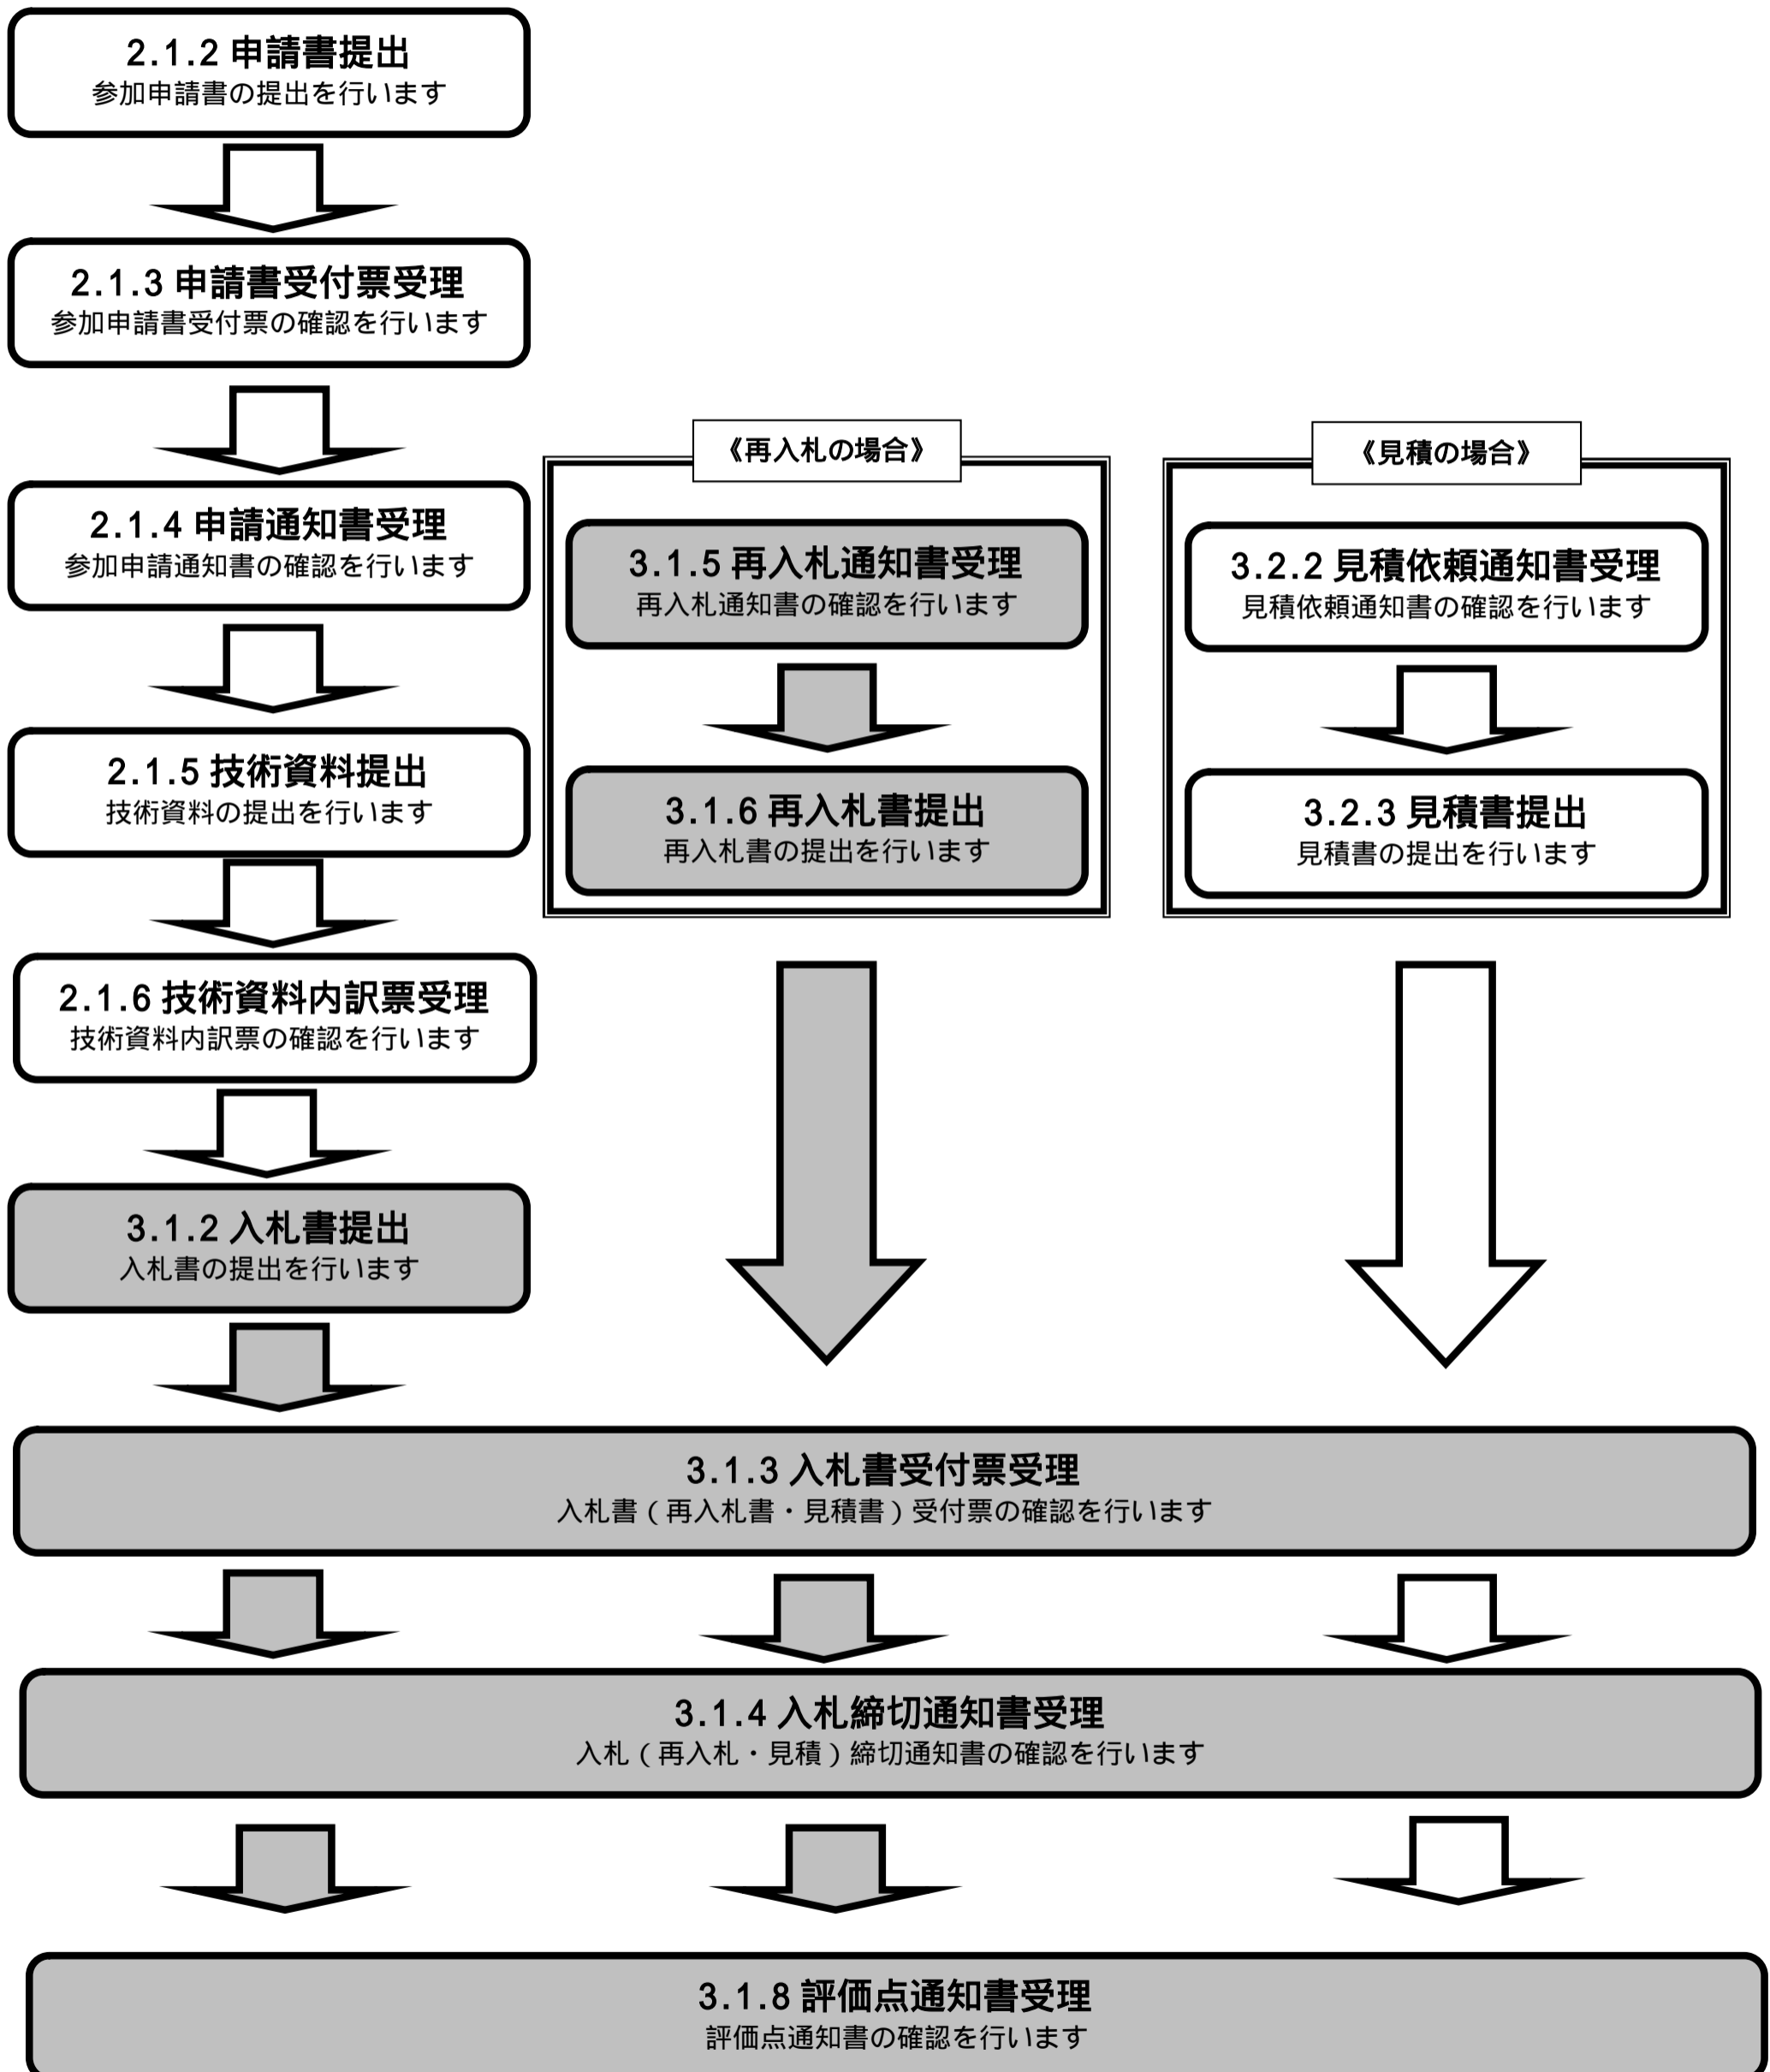 2.1.2 申請書提出
参加申請書の提出を行います
2.1.3 申請書受付票受理
参加申請書受付票の確認を行います
2.1.4 申請通知書受理
参加申請通知書の確認を行います
2.1.5 技術資料提出
技術資料の提出を行います
2.1.6 技術資料内訳票受理
技術資料内訳票の確認を行います
3.1.2 入札書提出
入札書の提出を行います
《再入札の場合》
3.1.5 再入札通知書受理
再入札通知書の確認を行います
3.1.6 再入札書提出
再入札書の提出を行います
《見積の場合》
3.2.2 見積依頼通知書受理
見積依頼通知書の確認を行います
3.2.3 見積書提出
見積書の提出を行います
3.1.3 入札書受付票受理
入札書(再入札書・見積書)受付票の確認を行います
3.1.4 入札締切通知書受理
入札(再入札・見積)締切通知書の確認を行います
3.1.8 評価点通知書受理
評価点通知書の確認を行います